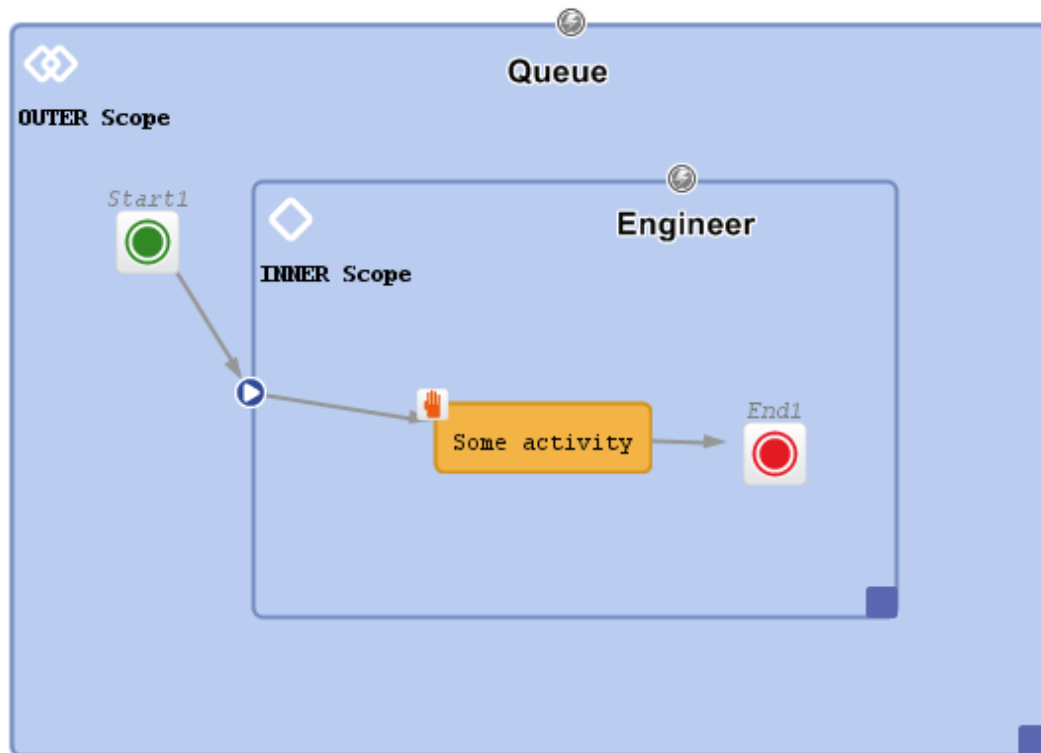 Queue
OUTER Scope
Start1
Engineer
INNER Scope
Some activity
End1